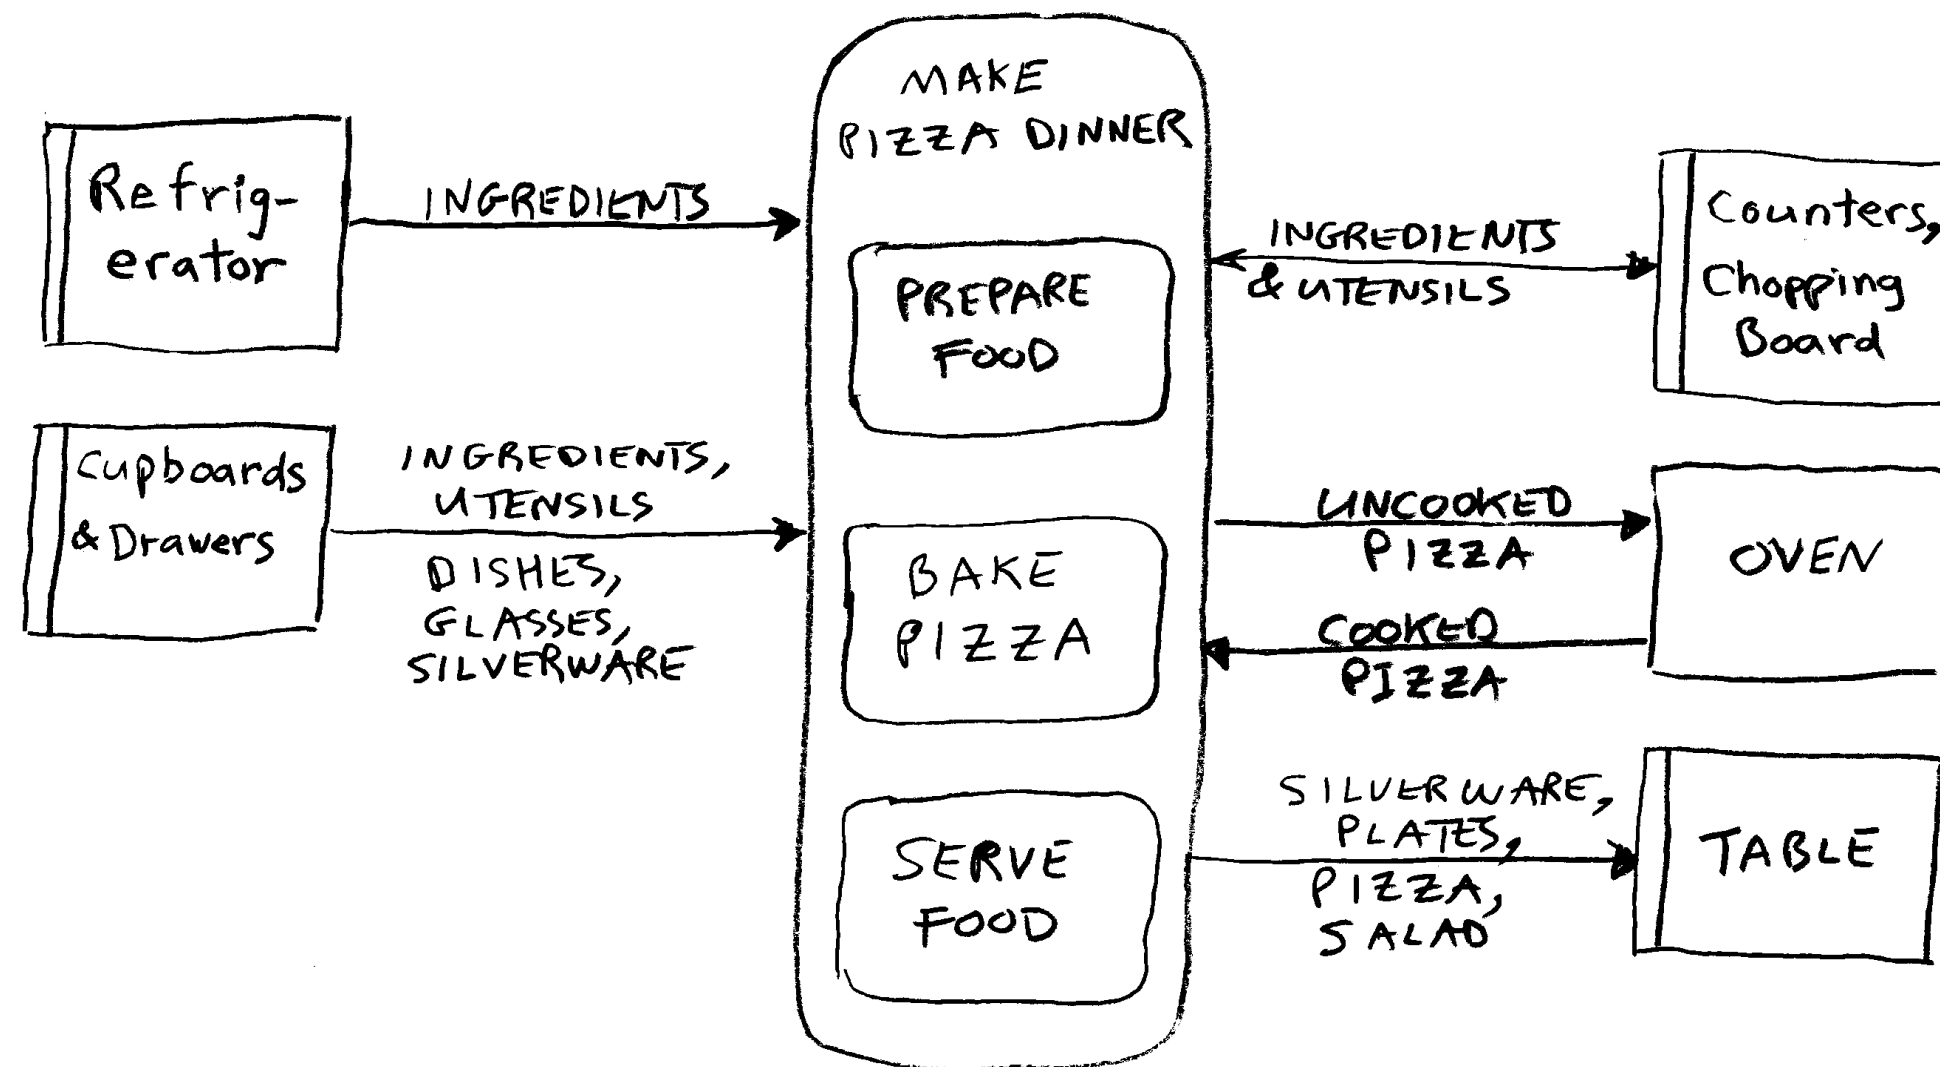 MAKE
PIZZA DINNER
Refrig-
erator
INGREDIENTS
Cupboards
& Drawers
INGREDIENTS,
UTENSILS
DISHES,
GLASSES,
SILVERWARE
PREPARE
FOOD
BAKE
PIZZA
SERVE
FOOD
INGREDIENTS
& UTENSILS
Counters,
Chopping
Board
UNCOOKED
PIZZA
COOKED
PIZZA
OVEN
SILVERWARE,
PLATES,
PIZZA,
SALAD
TABLE